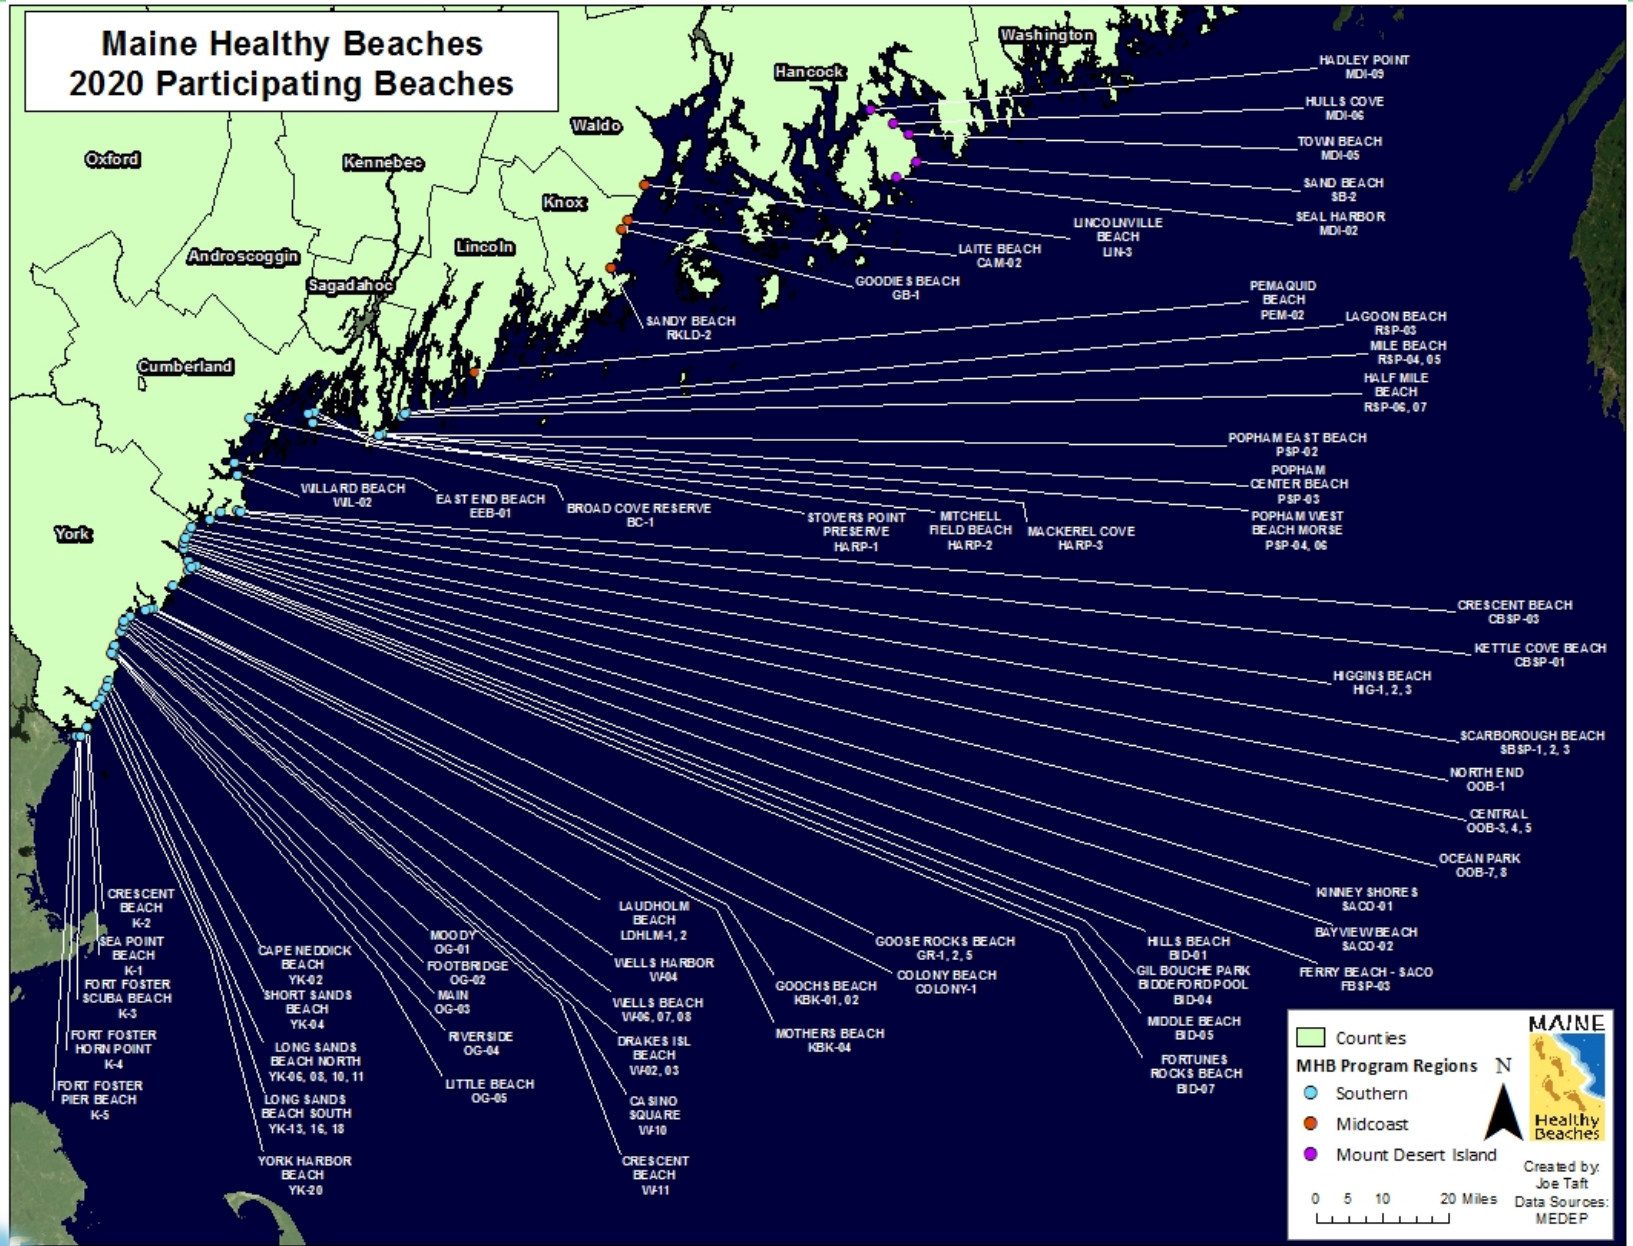 Maine Healthy Beaches
2020 Participating Beaches
Washington
Hancock
Waldo
Oxford
Kennebec
Knox
Lincoln
Androscoggin
Sagadahoc
Cumberland
York
HADLEY POINT
MDI-09
HULLS COVE
MDI-06
TOWN BEACH
MDI-05
SAND BEACH
SB-2
SEAL HARBOR
MDI-02
LINCOLNVILLE
BEACH
LIN-3
LAITE BEACH
CAM-02
GOODIES BEACH
GB-1
SANDY BEACH
RKLD-2
PEMAQUID
BEACH
PEM-02
LAGOON BEACH
RSP-03
MILE BEACH
RSP-04, 05
HALF MILE
BEACH
RSP-06, 07
POPHAM EAST BEACH
PSP-02
POPHAM
CENTER BEACH
PSP-03
POPHAM WEST
BEACH MORSE
PSP-04, 06
WILLARD BEACH
WIL-02
EAST END BEACH
EEB-01
BROAD COVE RESERVE
BC-1
STOVERS POINT
PRESERVE
HARP-1
MITCHELL
FIELD BEACH
HARP-2
MACKEREL COVE
HARP-3
CRESCENT BEACH
CBSP-03
KETTLE COVE BEACH
CBSP-01
HIGGINS BEACH
HIG-1, 2, 3
SCARBOROUGH BEACH
SBSP-1, 2, 3
NORTH END
OOB-1
CENTRAL
OOB-3, 4, 5
OCEAN PARK
OOB-7, 8
KINNEY SHORES
SACO-01
BAYVIEW BEACH
SACO-02
FERRY BEACH - SACO
FBSP-03
HILLS BEACH
BID-01
GIL BOUCHE PARK
BIDDEFORD POOL
BID-04
MIDDLE BEACH
BID-05
FORTUNES
ROCKS BEACH
BID-07
GOOSE ROCKS BEACH
GR-1, 2, 5
COLONY BEACH
COLONY-1
GOOCHS BEACH
KBK-01, 02
MOTHERS BEACH
KBK-04
LAUDHOLM
BEACH
LDHLM-1, 2
WELLS HARBOR
W-04
WELLS BEACH
W-06, 07, 08
DRAKES ISL
BEACH
W-02, 03
CASINO
SQUARE
W-10
CRESCENT
BEACH
W-11
MOODY
OG-01
FOOTBRIDGE
OG-02
MAIN
OG-03
RIVERSIDE
OG-04
LITTLE BEACH
OG-05
CAPE NEDDICK
BEACH
YK-02
SHORT SANDS
BEACH
YK-04
LONG SANDS
BEACH NORTH
YK-06, 08, 10, 11
LONG SANDS
BEACH SOUTH
YK-13, 16, 18
YORK HARBOR
BEACH
YK-20
CRESCENT
BEACH
K-2
SEA POINT
BEACH
K-1
FORT FOSTER
SCUBA BEACH
K-3
FORT FOSTER
HORN POINT
K-4
FORT FOSTER
PIER BEACH
K-5
Counties
MHB Program Regions
Southern
Midcoast
Mount Desert Island
0 5 10 20 Miles
N
MAINE
Healthy
Beaches
Created by:
Joe Taft
Data Sources:
MEDEP